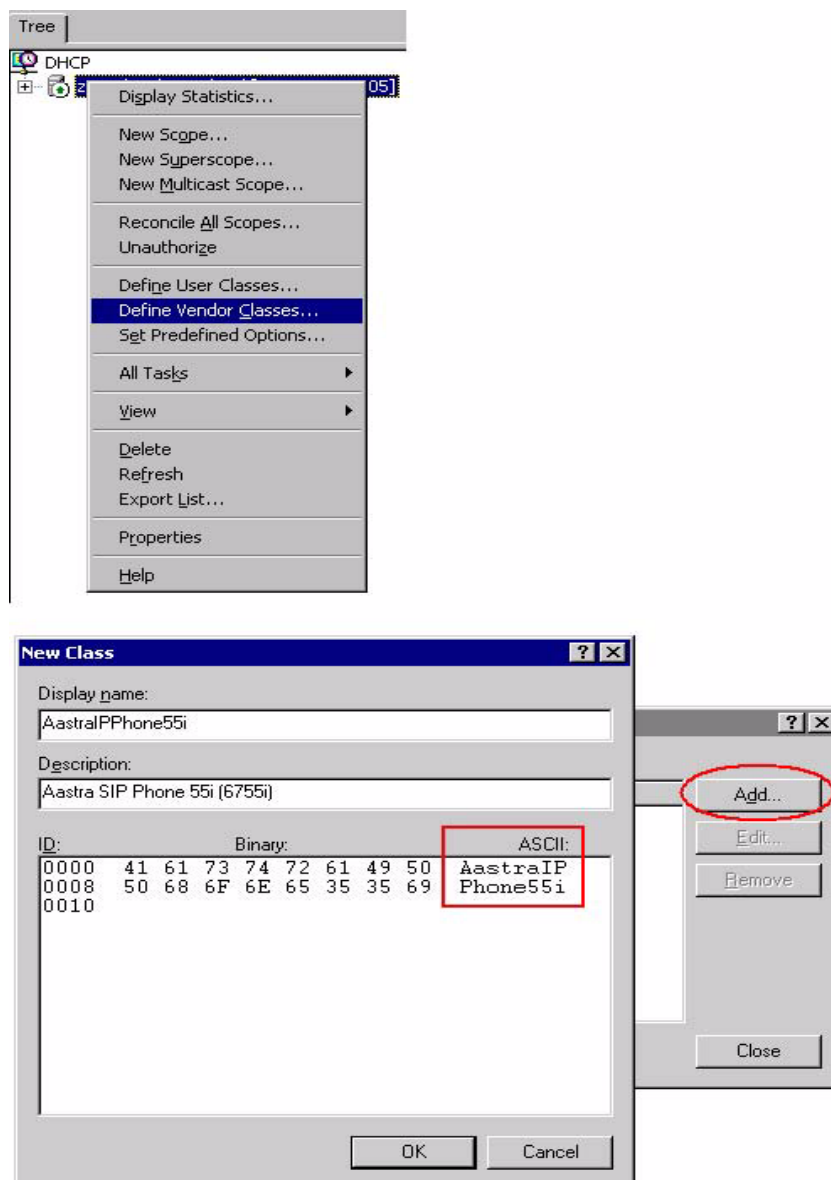 Tree
DHCP
05]
Display Statistics...
New Scope...
New Superscope...
New Multicast Scope...
Reconcile All Scopes...
Unauthorize
Define User Classes...
Define Vendor Classes...
Set Predefined Options...
All Tasks
View
Delete
Refresh
Export List...
Properties
Help
New Class
Display name:
AastraIPPhone55i
Description:
Aastra SIP Phone 55i (6755i)
ID: Binary: ASCII:
0000 41 61 73 74 72 61 49 50 AastraIP
0008 50 68 6F 6E 65 35 35 69 Phone55i
0010
OK Cancel
Add...
Edit...
Remove
Close